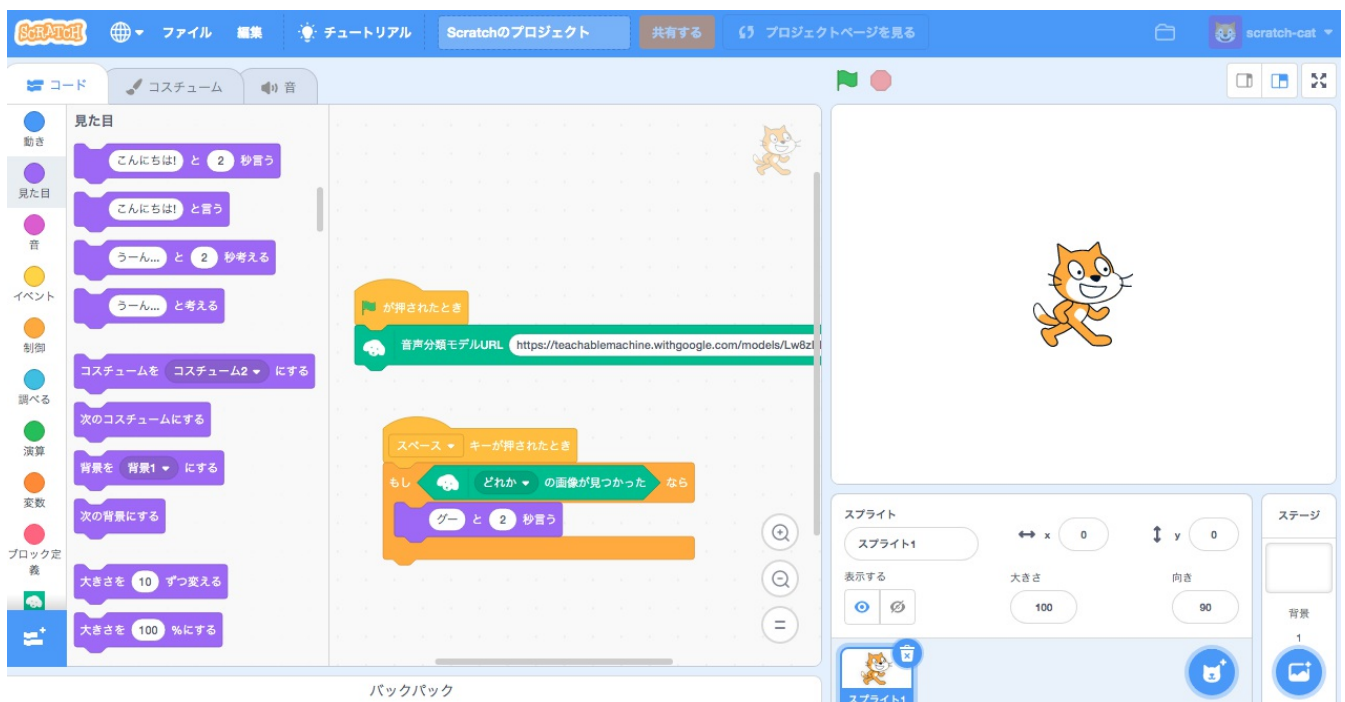 SCRATCH ファイル 編集 チュートリアル Scratchのプロジェクト 共有する プロジェクトページを見る scratch-cat
コード コスチューム 音
動き
見た目
音
イベント
制御
調べる
演算
変数
ブロック定
義
見た目
こんにちは! と 2 秒言う
こんにちは! と言う
うーん... と 2 秒考える
うーん... と考える
コスチュームを コスチューム2 にする
次のコスチュームにする
背景を 背景1 にする
次の背景にする
大きさを 10 ずつ変える
大きさを 100 %にする
が押されたとき
音声分類モデルURL https://teachablemachine.withgoogle.com/models/Lw8zl
スペース キーが押されたとき
もし どれか の画像が見つかった なら
グー と 2 秒言う
バックパック
スプライト
スプライト1 x 0 y 0
表示する 大きさ 向き
100 90
スプライト1
ステージ
背景
1